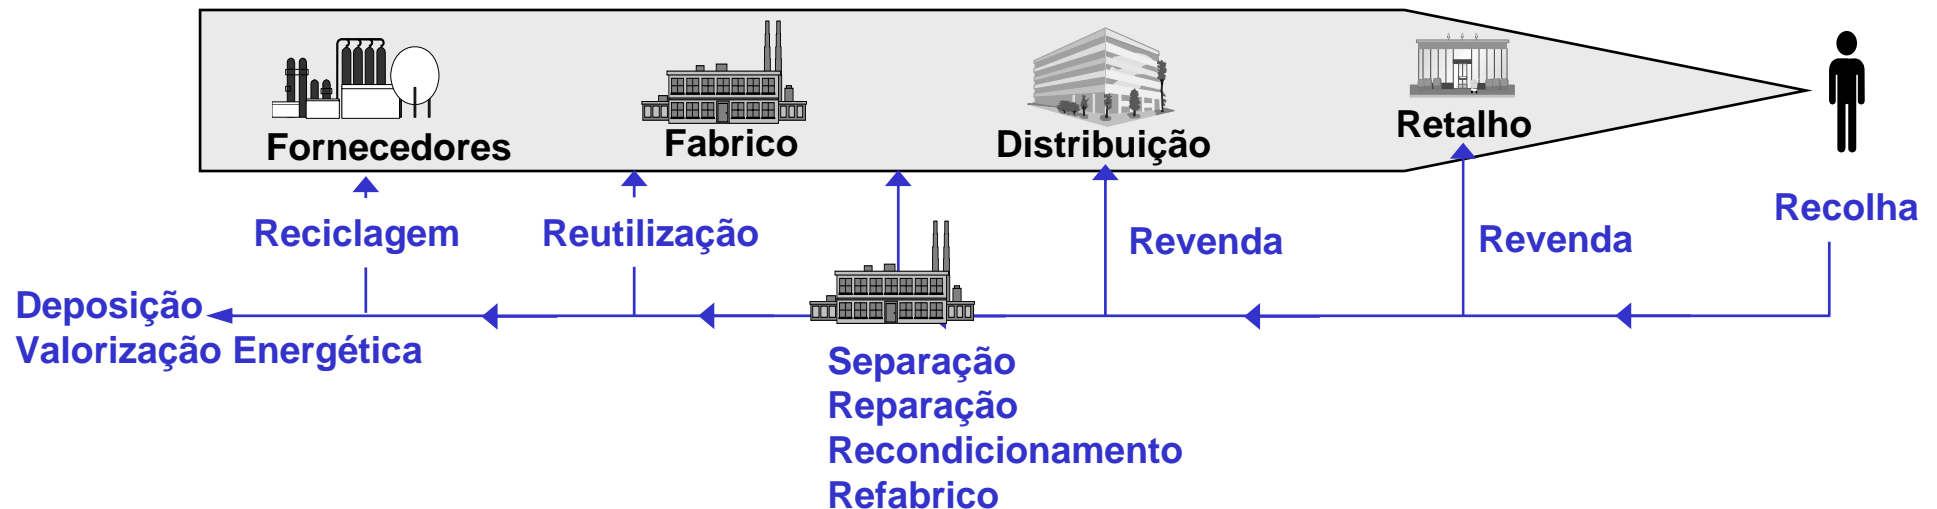 Fornecedores
Fabrico
Distribuição
Retalho
Reciclagem
Reutilização
Revenda
Revenda
Recolha
Deposição
Valorização Energética
Separação
Reparação
Recondicionamento
Refabrico